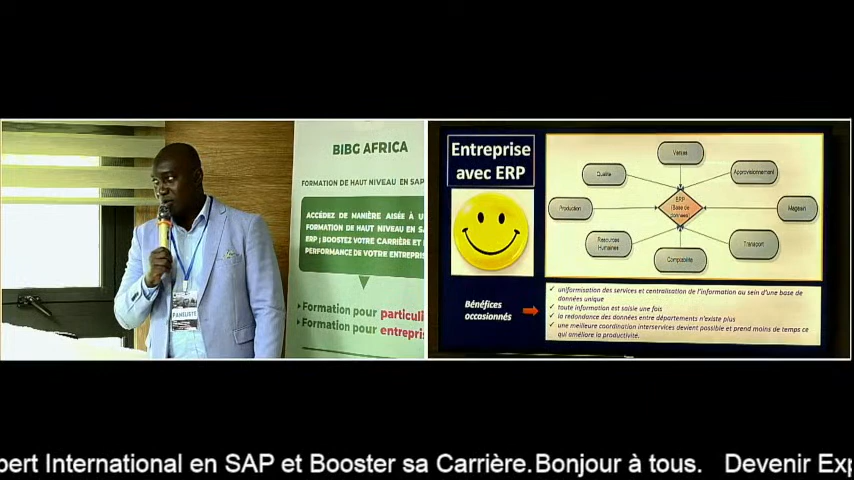 BIBG AFRICA
FORMATION DE HAUT NIVEAU EN SAP
ACCÉDEZ DE MANIÈRE AISÉE À U
FORMATION DE HAUT NIVEAU EN S
ERP ; BOOSTEZ VOTRE CARRIÈRE ET
PERFORMANCE DE VOTRE ENTREPRIS
Formation pour particuli
Formation pour entrepri
PANELISTE
Entreprise
avec ERP
Ventes
Qualité
Approvisionnement
Production
ERP
(Base de
données)
Magasin
Ressources
Humaines
Transport
Comptabilité
Bénéfices
occasionnés
✓ uniformisation des services et centralisation de l'information au sein d'une base de
données unique
✓ toute information est saisie une fois
✓ la redondance des données entre départements n'existe plus
✓ une meilleure coordination interservices devient possible et prend moins de temps ce
qui améliore la productivité.
pert International en SAP et Booster sa Carrière.Bonjour à tous. Devenir Exp